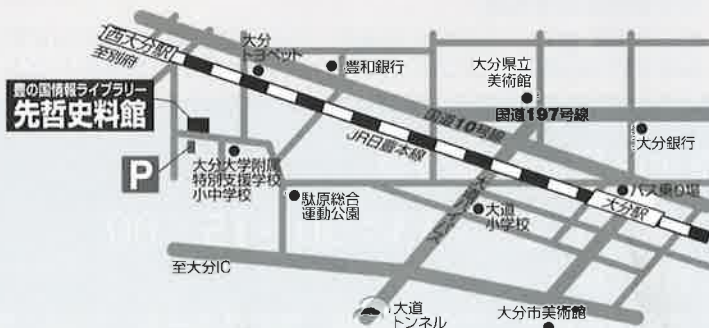 西大分駅
至別府
大分
トヨペット
豊和銀行
大分県立
美術館
国道10号線
国道197号線
大分銀行
豊の国情報ライブラリー
先哲史料館
P
大分大学附属
特別支援学校
小中学校
JR日豊本線
駄原総合
運動公園
大道
小学校
バス乗り場
大分駅
至大分IC
大道
トンネル
大分市美術館